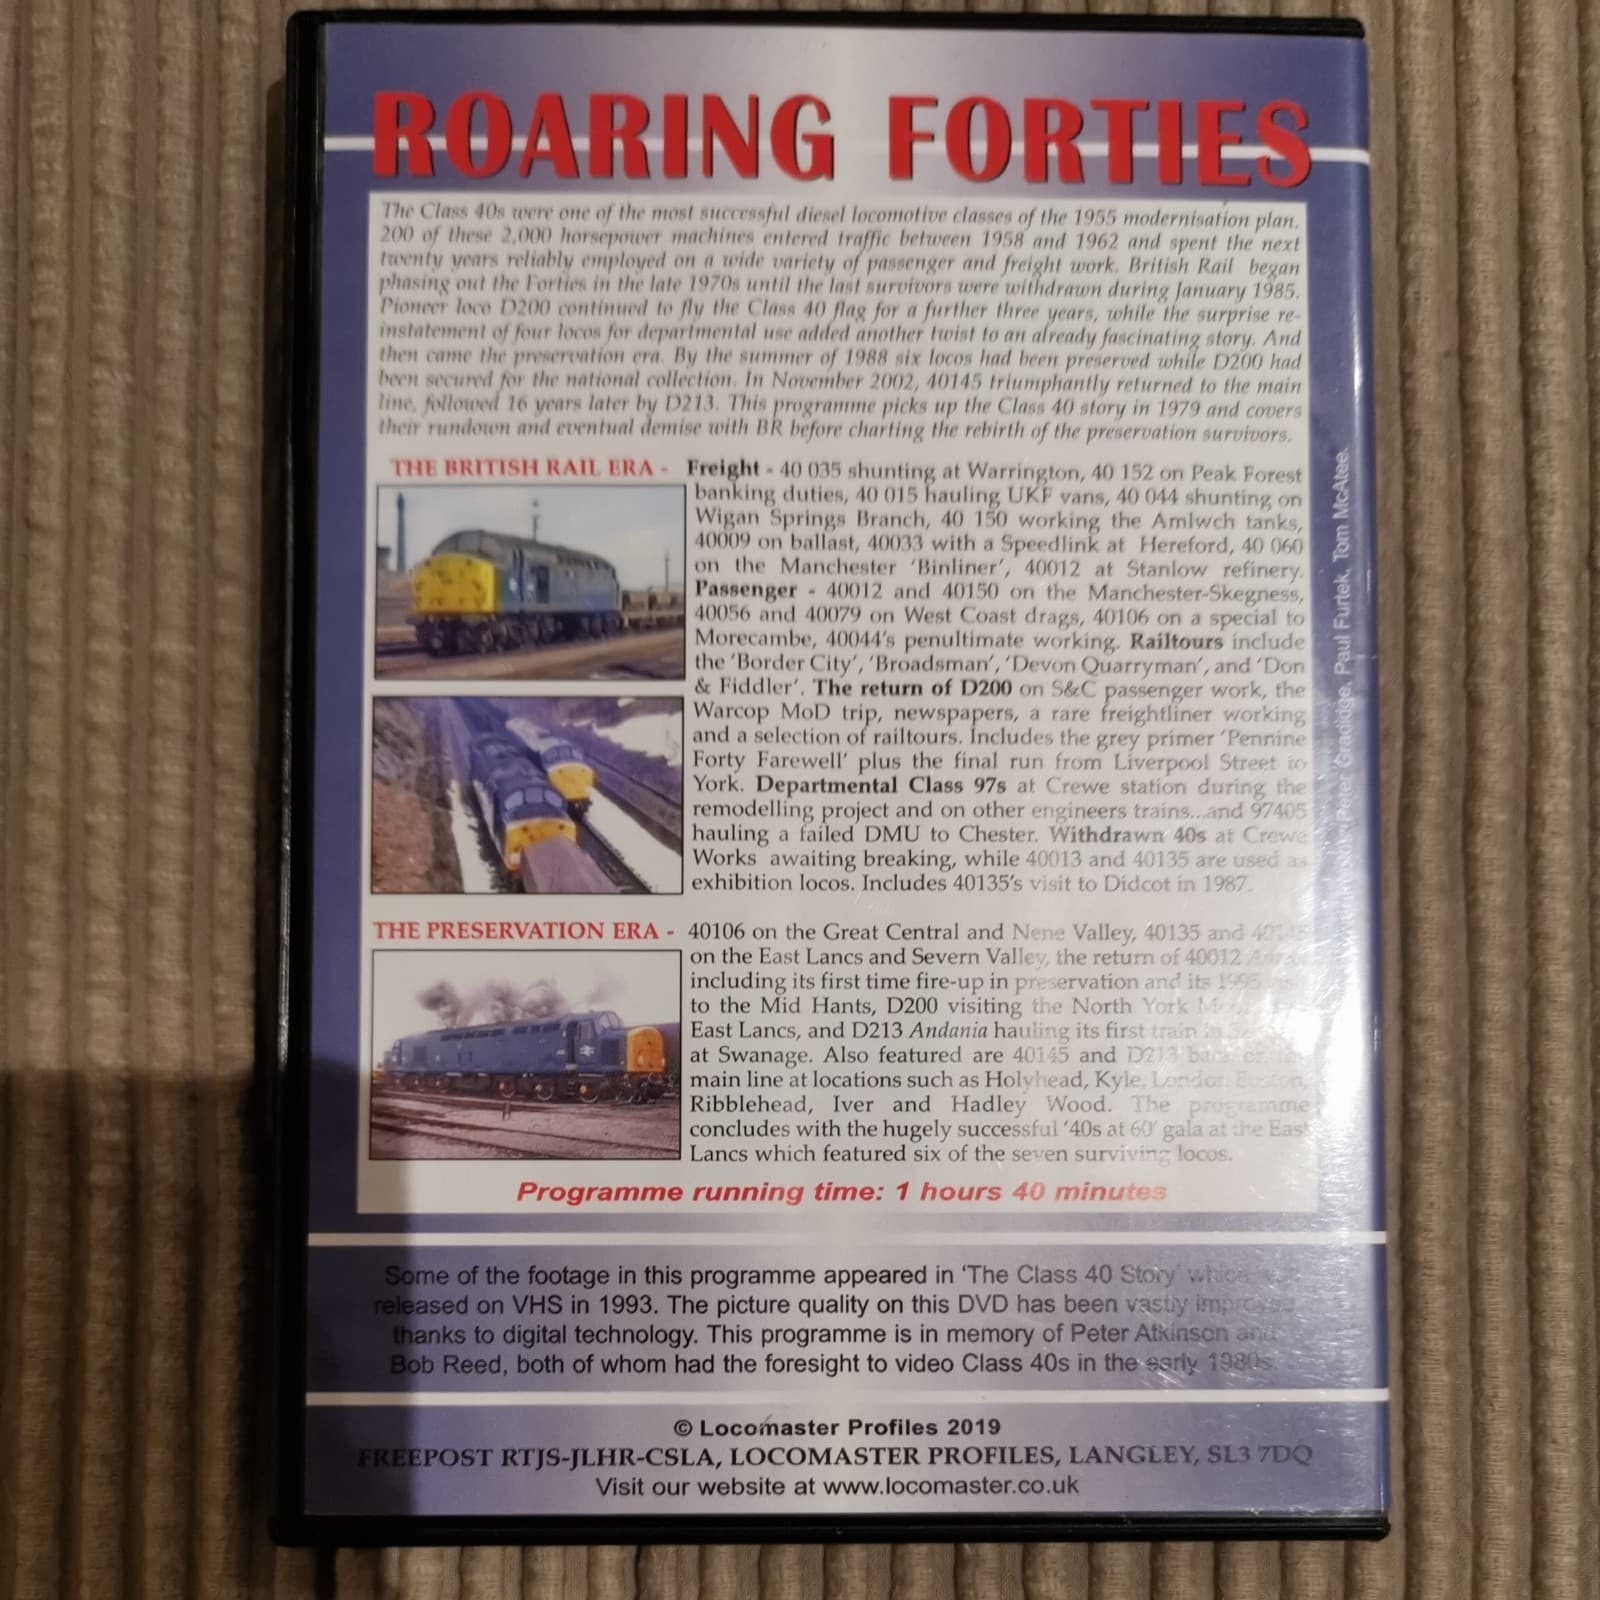 ROARING FORTIES
The Class 40s were one of the most successful diesel locomotive classes of the 1955 modernisation plan.
200 of these 2,000 horsepower machines entered traffic between 1958 and 1962 and spent the next
twenty years reliably employed on a wide variety of passenger and freight work. British Rail began
phasing out the Forties in the late 1970s until the last survivors were withdrawn during January 1985.
Pioneer loco D200 continued to fly the Class 40 flag for a further three years, while the surprise re-
instatement of four locos for departmental use added another twist to an already fascinating story. And
then came the preservation era. By the summer of 1988 six locos had been preserved while D200 had
been secured for the national collection. In November 2002, 40145 triumphantly returned to the main
line, followed 16 years later by D213. This programme picks up the Class 40 story in 1979 and covers
their rundown and eventual demise with BR before charting the rebirth of the preservation survivors.
THE BRITISH RAIL ERA - Freight - 40 035 shunting at Warrington, 40 152 on Peak Forest
banking duties, 40 015 hauling UKF vans, 40 044 shunting on
Wigan Springs Branch, 40 150 working the Amlwch tanks,
40009 on ballast, 40033 with a Speedlink at Hereford, 40 060
on the Manchester 'Binliner', 40012 at Stanlow refinery.
Passenger - 40012 and 40150 on the Manchester-Skegness,
40056 and 40079 on West Coast drags, 40106 on a special to
Morecambe, 40044's penultimate working. Railtours include
the 'Border City', 'Broadsman', 'Devon Quarryman', and 'Don
& Fiddler'. The return of D200 on S&C passenger work, the
Warcop MoD trip, newspapers, a rare freightliner working
and a selection of railtours. Includes the grey primer 'Pennine
Forty Farewell' plus the final run from Liverpool Street to
York. Departmental Class 97s at Crewe station during the
remodelling project and on other engineers trains...and 97405
hauling a failed DMU to Chester. Withdrawn 40s at Crewe
Works awaiting breaking, while 40013 and 40135 are used as
exhibition locos. Includes 40135's visit to Didcot in 1987.
THE PRESERVATION ERA - 40106 on the Great Central and Nene Valley, 40135 and
on the East Lancs and Severn Valley, the return of 40012
including its first time fire-up in preservation and its
to the Mid Hants, D200 visiting the North York
East Lancs, and D213 Andania hauling its first train
at Swanage. Also featured are 40145 and D213
main line at locations such as Holyhead, Kyle, London, Euston,
Ribblehead, Iver and Hadley Wood. The programme
concludes with the hugely successful '40s at 60' gala at the East
Lancs which featured six of the seven surviving locos.
Programme running time: 1 hours 40 minutes
Some of the footage in this programme appeared in 'The Class 40 Story' which
released on VHS in 1993. The picture quality on this DVD has been vastly improved
thanks to digital technology. This programme is in memory of Peter Atkinson and
Bob Reed, both of whom had the foresight to video Class 40s in the early 1980s.
© Locomaster Profiles 2019
FREEPOST RTJS-JLHR-CSLA, LOCOMASTER PROFILES, LANGLEY, SL3 7DQ
Visit our website at www.locomaster.co.uk
Peter Gradidge, Paul Furtek, Tom McAtee.